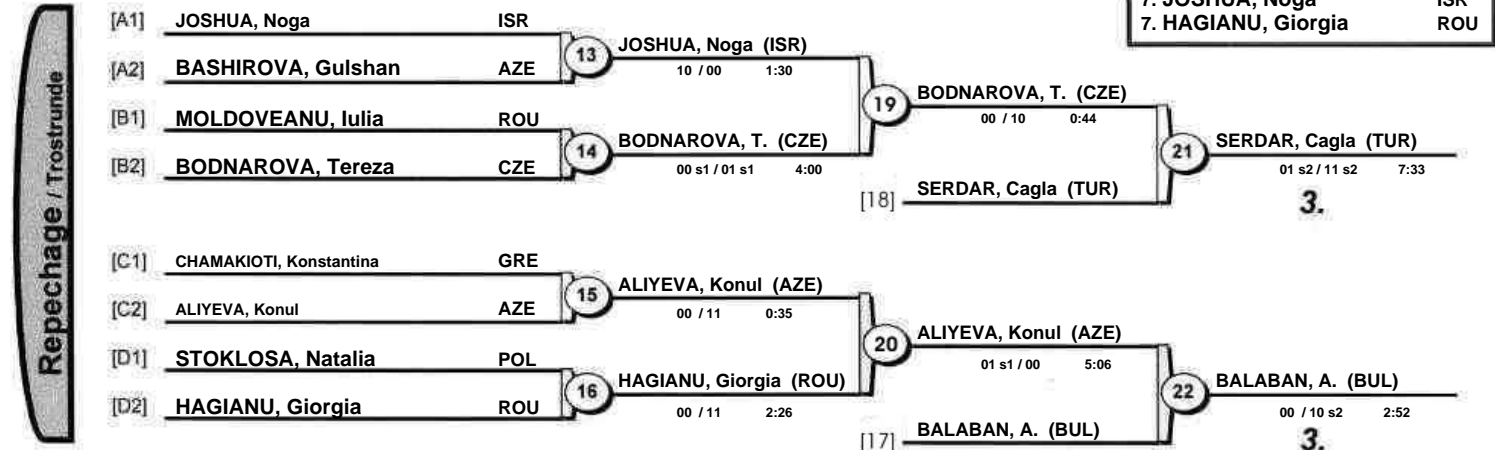 7. JOSHUA, Noga ISR
7. HAGIANU, Giorgia ROU
Repechage / Trostrunde
[A1] JOSHUA, Noga ISR
13 JOSHUA, Noga (ISR)
10 / 00 1:30
[A2] BASHIROVA, Gulshan AZE
19 BODNAROVA, T. (CZE)
00 / 10 0:44
[B1] MOLDOVEANU, Iulia ROU
14 BODNAROVA, T. (CZE)
00 s1 / 01 s1 4:00
[B2] BODNAROVA, Tereza CZE
21 SERDAR, Cagla (TUR)
01 s2 / 11 s2 7:33
[18] SERDAR, Cagla (TUR)
3.
[C1] CHAMAKIOTI, Konstantina GRE
15 ALIYEVA, Konul (AZE)
00 / 11 0:35
[C2] ALIYEVA, Konul AZE
20 ALIYEVA, Konul (AZE)
01 s1 / 00 5:06
[D1] STOKLOSA, Natalia POL
16 HAGIANU, Giorgia (ROU)
00 / 11 2:26
[D2] HAGIANU, Giorgia ROU
22 BALABAN, A. (BUL)
00 / 10 s2 2:52
[17] BALABAN, A. (BUL)
3.